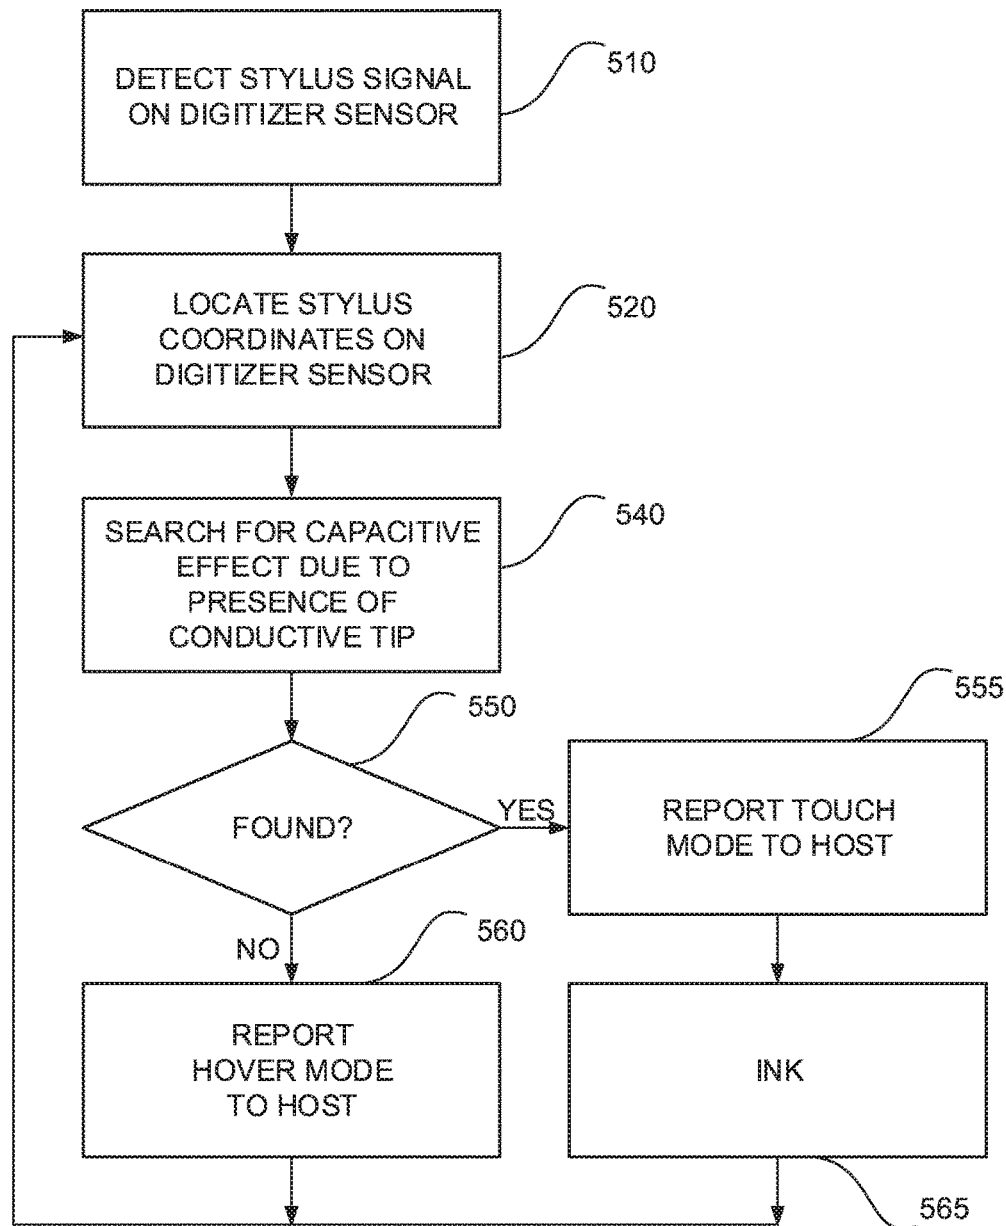 DETECT STYLUS SIGNAL
ON DIGITIZER SENSOR
510
LOCATE STYLUS
COORDINATES ON
DIGITIZER SENSOR
520
SEARCH FOR CAPACITIVE
EFFECT DUE TO
PRESENCE OF
CONDUCTIVE TIP
540
550
FOUND?
YES
555
REPORT TOUCH
MODE TO HOST
NO
560
REPORT
HOVER MODE
TO HOST
INK
565